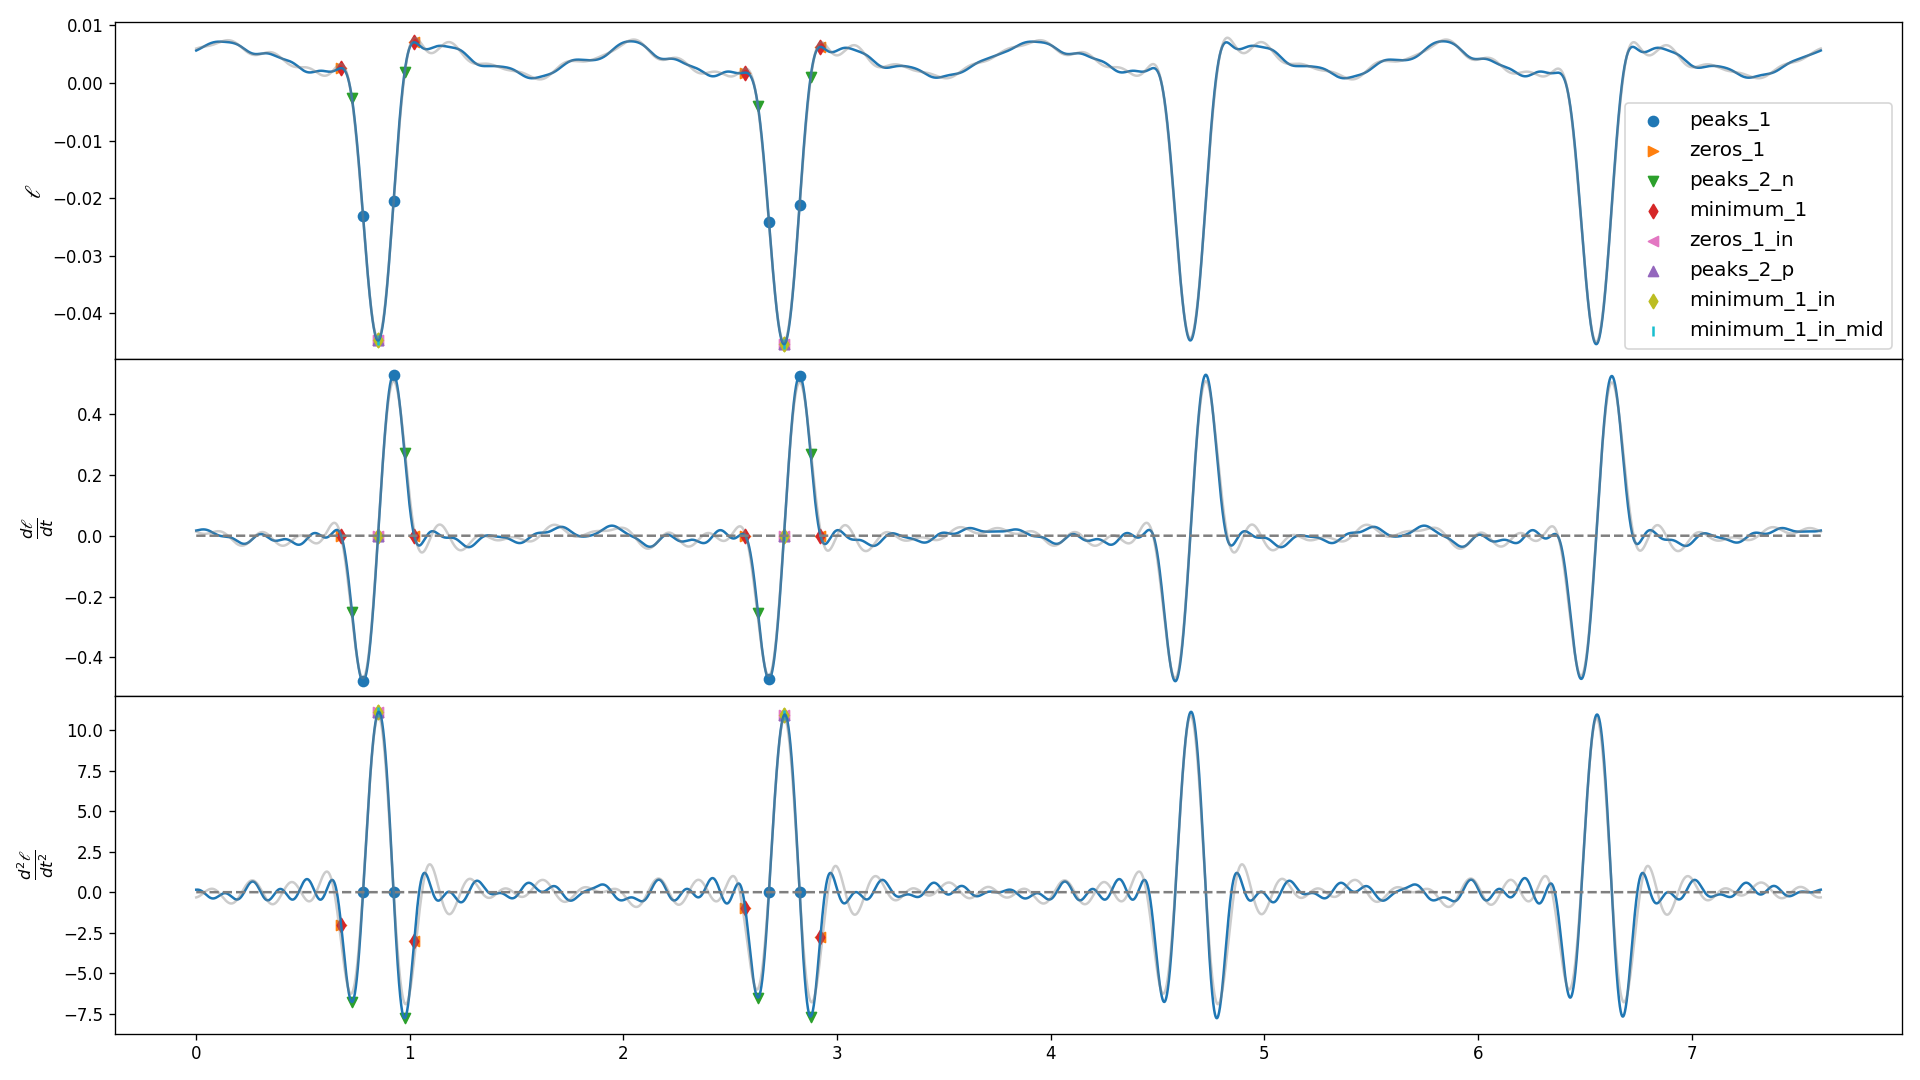 0.01
0.00
−0.01
−0.02
−0.03
−0.04
ℓ
peaks_1
zeros_1
peaks_2_n
minimum_1
zeros_1_in
peaks_2_p
minimum_1_in
minimum_1_in_mid
0.4
0.2
0.0
−0.2
−0.4
dℓ
dt
10.0
7.5
5.0
2.5
0.0
−2.5
−5.0
−7.5
d²ℓ
dt²
0 1 2 3 4 5 6 7